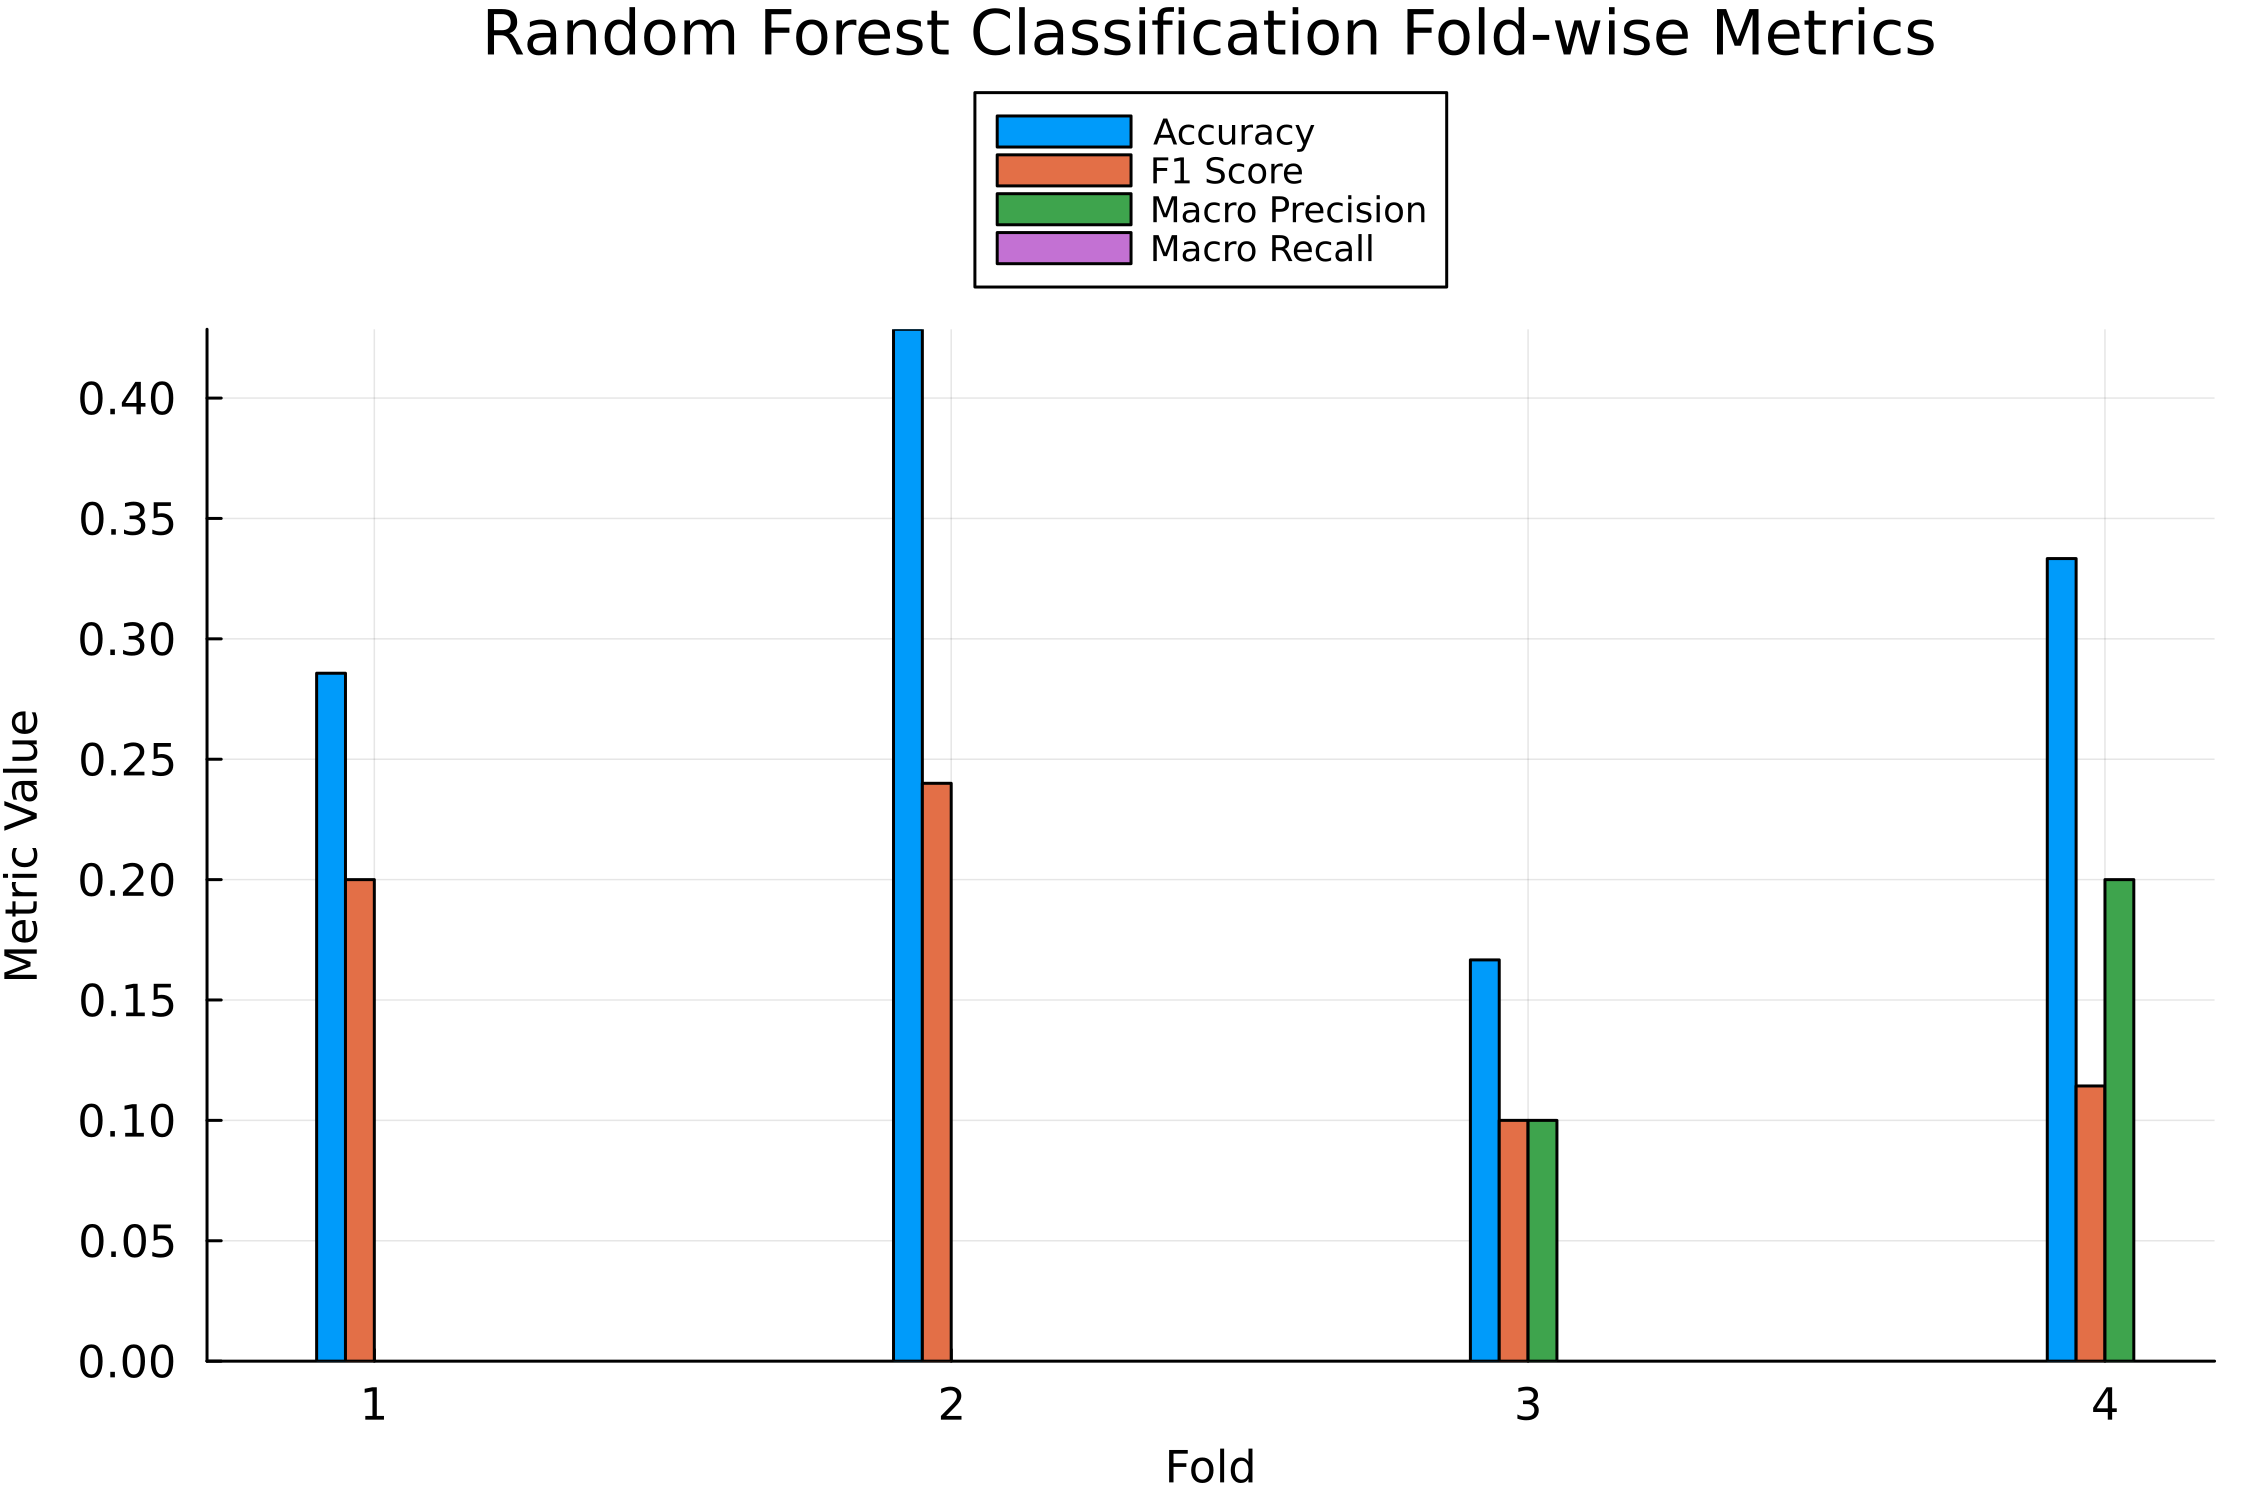 Random Forest Classification Fold-wise Metrics
Accuracy
F1 Score
Macro Precision
Macro Recall
0.40
0.35
0.30
0.25
0.20
0.15
0.10
0.05
0.00
Metric Value
1 2 3 4
Fold